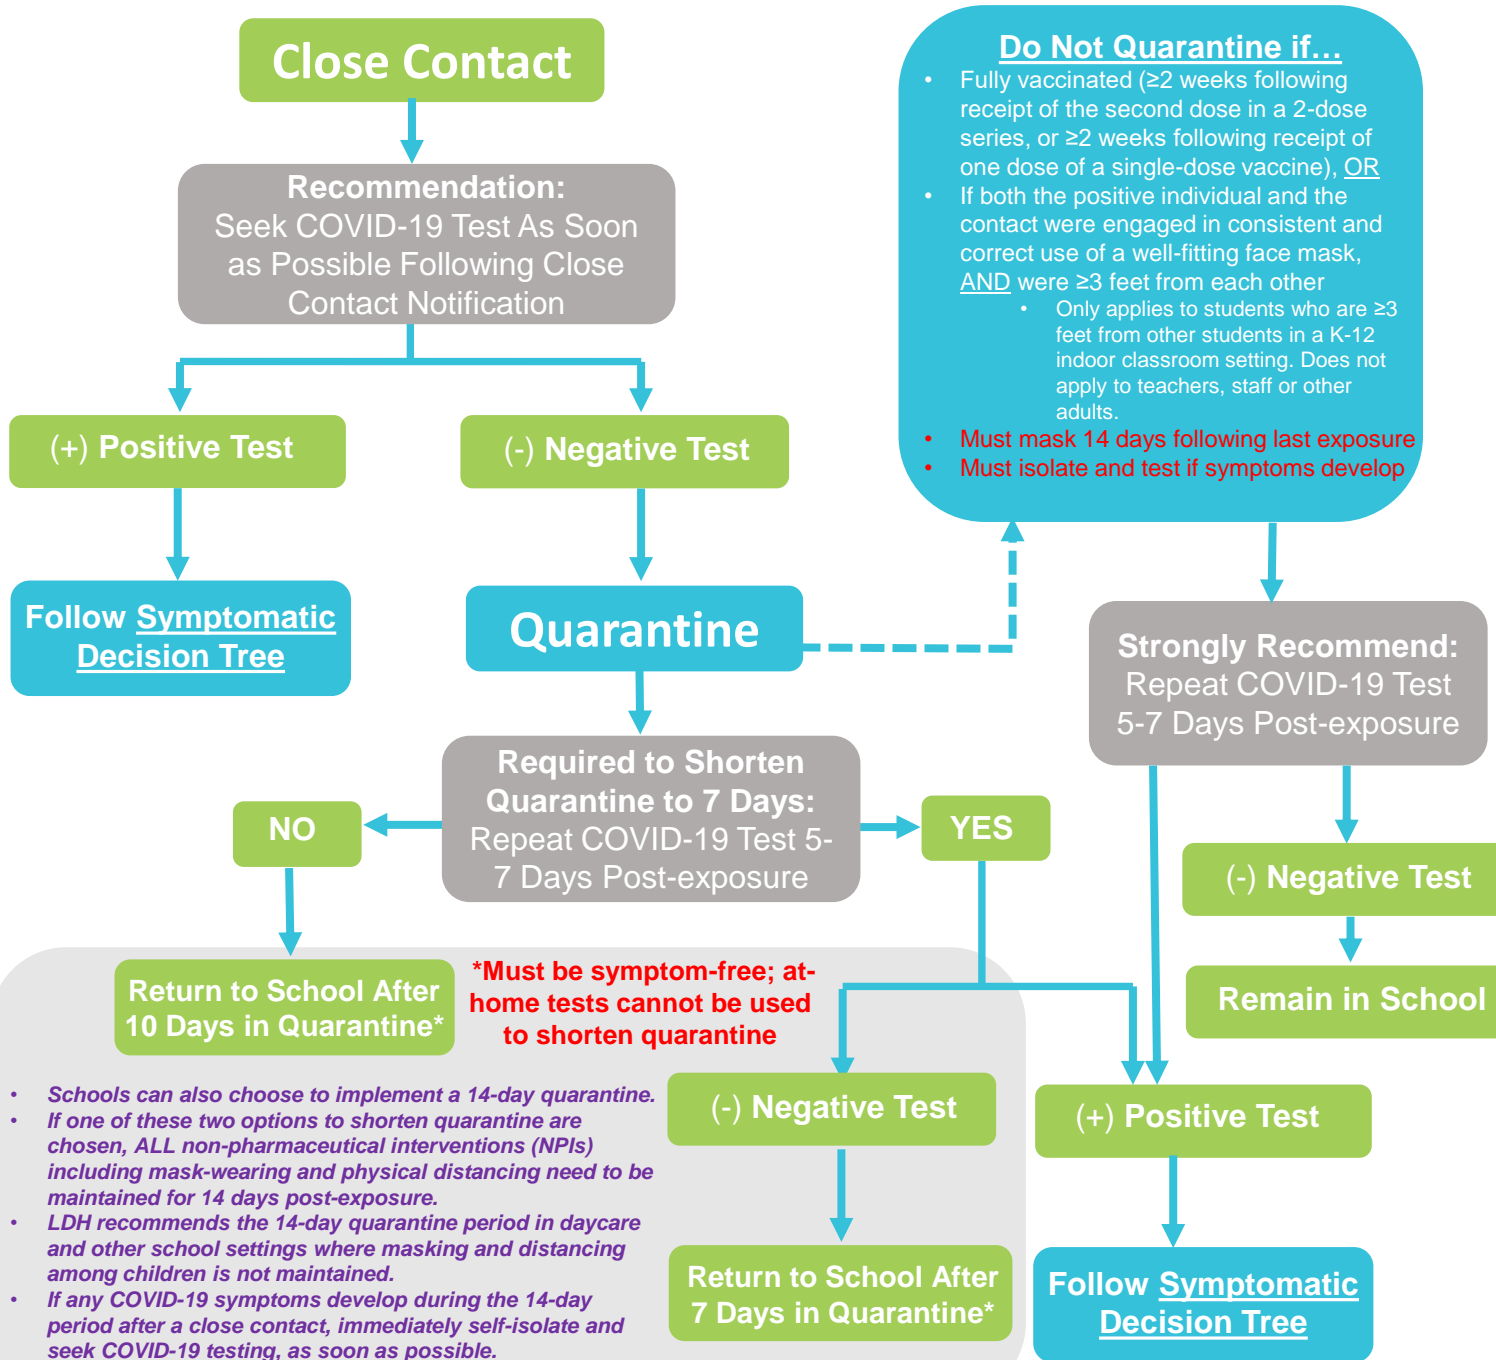 Close Contact
Recommendation:
Seek COVID-19 Test As Soon
as Possible Following Close
Contact Notification
(+) Positive Test
(-) Negative Test
Follow Symptomatic
Decision Tree
Quarantine
Do Not Quarantine if…
• Fully vaccinated (≥2 weeks following
receipt of the second dose in a 2-dose
series, or ≥2 weeks following receipt of
one dose of a single-dose vaccine), OR
• If both the positive individual and the
contact were engaged in consistent and
correct use of a well-fitting face mask,
AND were ≥3 feet from each other
• Only applies to students who are ≥3
feet from other students in a K-12
indoor classroom setting. Does not
apply to teachers, staff or other
adults.
• Must mask 14 days following last exposure
• Must isolate and test if symptoms develop
Strongly Recommend:
Repeat COVID-19 Test
5-7 Days Post-exposure
Required to Shorten
Quarantine to 7 Days:
Repeat COVID-19 Test 5-
7 Days Post-exposure
NO
YES
(-) Negative Test
Remain in School
Return to School After
10 Days in Quarantine*
*Must be symptom-free; at-
home tests cannot be used
to shorten quarantine
• Schools can also choose to implement a 14-day quarantine.
• If one of these two options to shorten quarantine are
chosen, ALL non-pharmaceutical interventions (NPIs)
including mask-wearing and physical distancing need to be
maintained for 14 days post-exposure.
• LDH recommends the 14-day quarantine period in daycare
and other school settings where masking and distancing
among children is not maintained.
• If any COVID-19 symptoms develop during the 14-day
period after a close contact, immediately self-isolate and
seek COVID-19 testing, as soon as possible.
(-) Negative Test
(+) Positive Test
Return to School After
7 Days in Quarantine*
Follow Symptomatic
Decision Tree